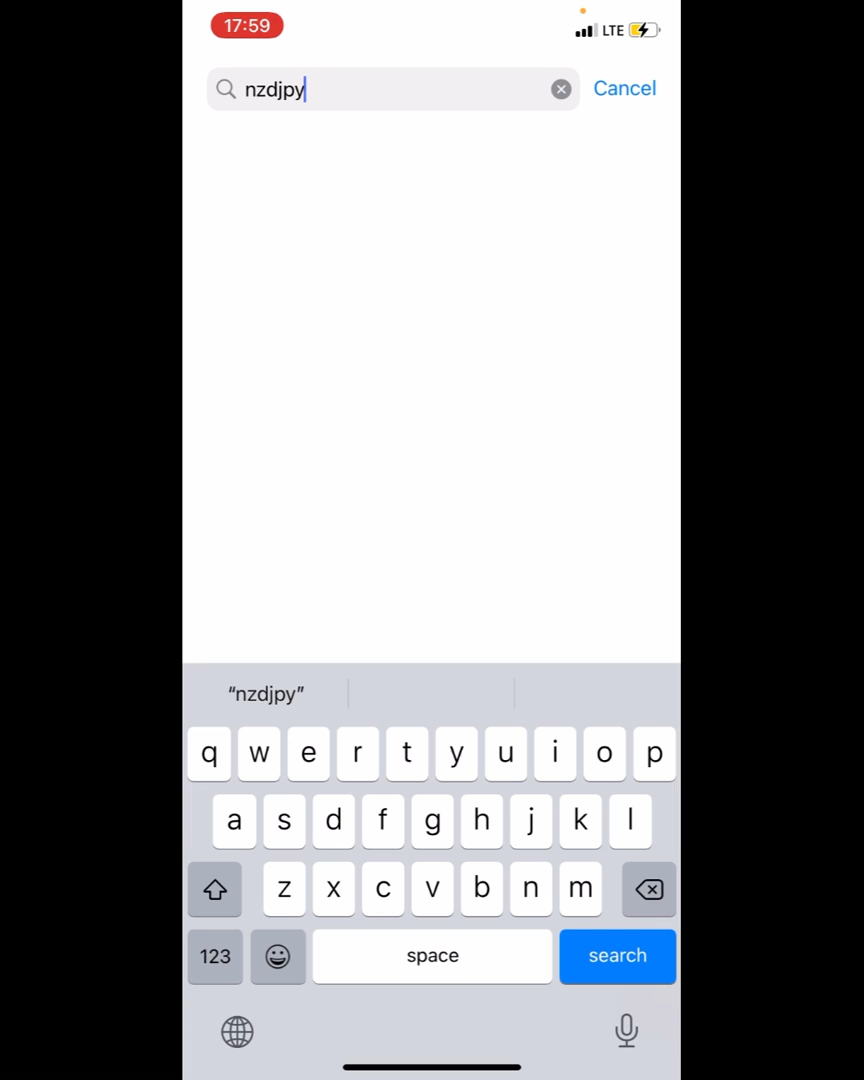 17:59
LTE
nzdjpy
Cancel
“nzdjpy”
q w e r t y u i o p
a s d f g h j k l
z x c v b n m
123 space search